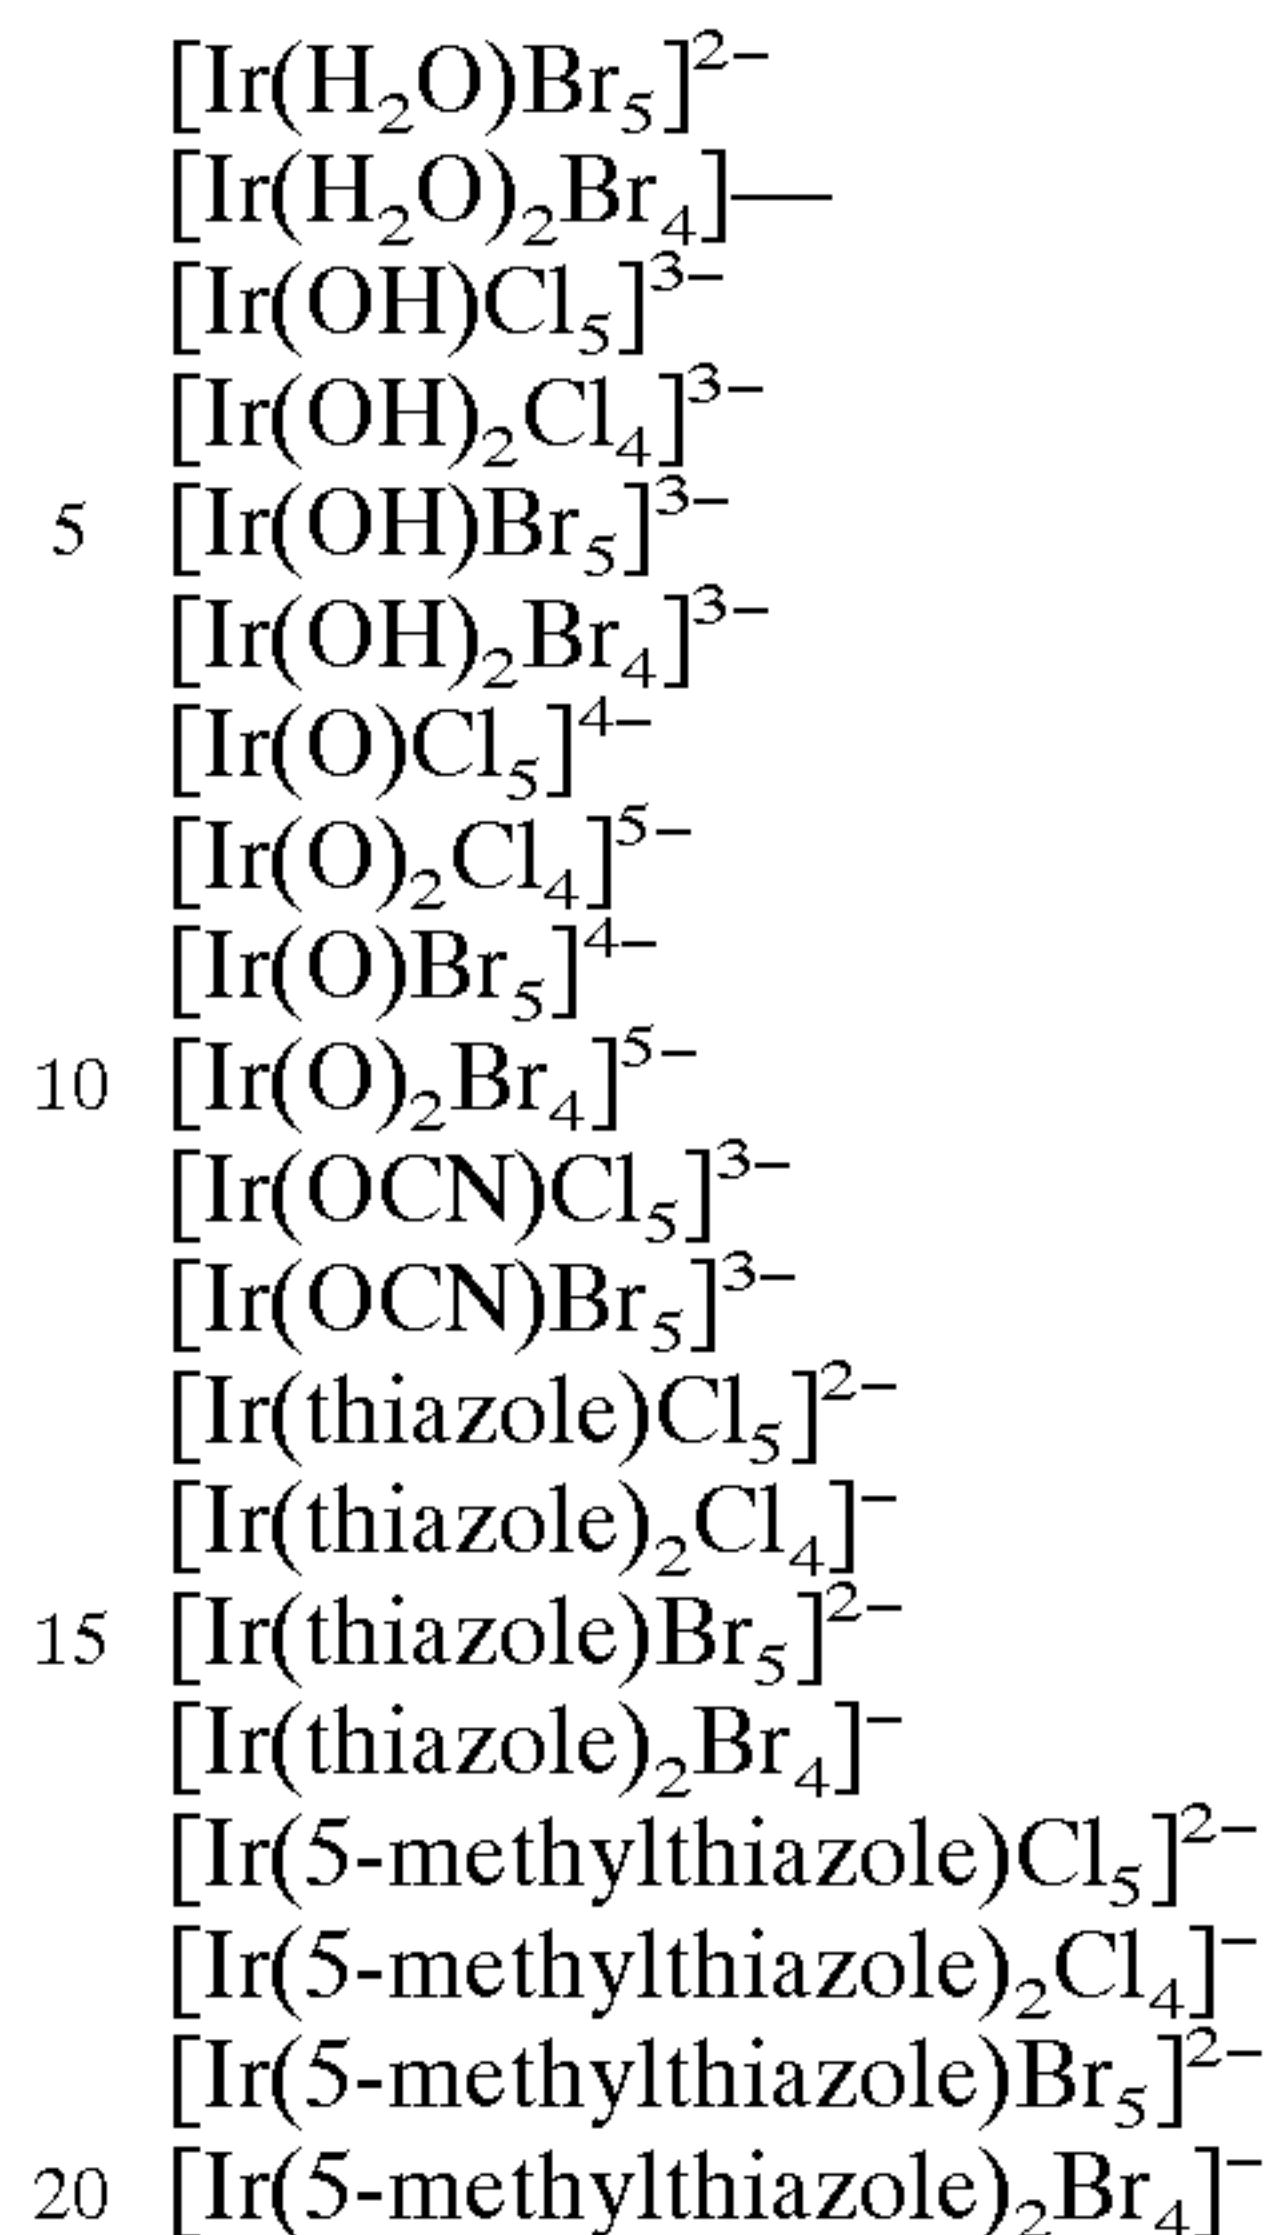 [Ir(H₂O)Br₅]²⁻
[Ir(H₂O)₂Br₄]—
[Ir(OH)Cl₅]³⁻
[Ir(OH)₂Cl₄]³⁻
5 [Ir(OH)Br₅]³⁻
[Ir(OH)₂Br₄]³⁻
[Ir(O)Cl₅]⁴⁻
[Ir(O)₂Cl₄]⁵⁻
[Ir(O)Br₅]⁴⁻
10 [Ir(O)₂Br₄]⁵⁻
[Ir(OCN)Cl₅]³⁻
[Ir(OCN)Br₅]³⁻
[Ir(thiazole)Cl₅]²⁻
[Ir(thiazole)₂Cl₄]⁻
15 [Ir(thiazole)Br₅]²⁻
[Ir(thiazole)₂Br₄]⁻
[Ir(5-methylthiazole)Cl₅]²⁻
[Ir(5-methylthiazole)₂Cl₄]⁻
[Ir(5-methylthiazole)Br₅]²⁻
20 [Ir(5-methylthiazole)₂Br₄]⁻